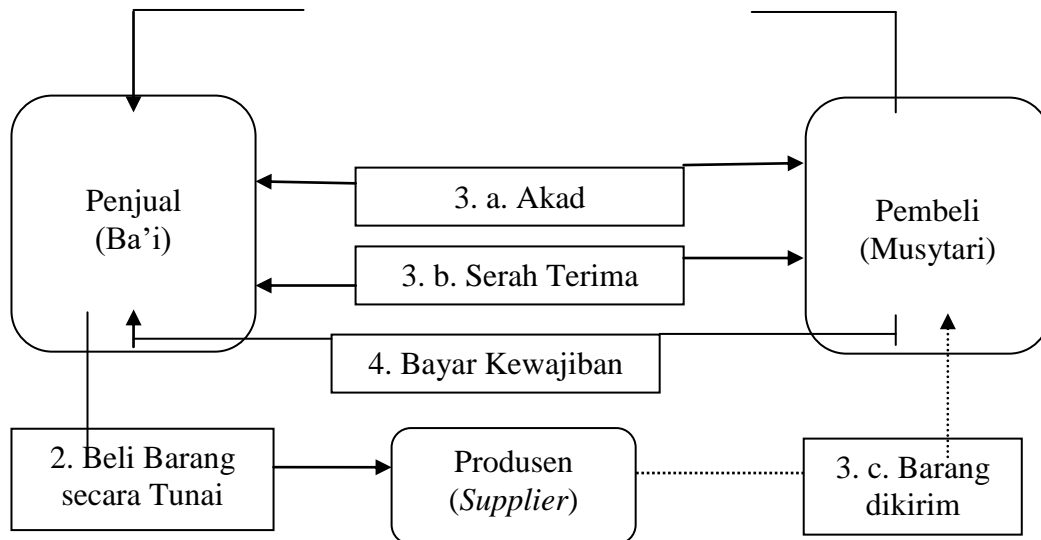 3. a. Akad
Penjual
(Ba’i)
Pembeli
(Musytari)
3. b. Serah Terima
4. Bayar Kewajiban
2. Beli Barang
secara Tunai
Produsen
(Supplier)
3. c. Barang
dikirim